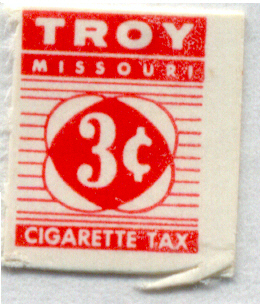 TROY
MISSOURI
3¢
CIGARETTE TAX